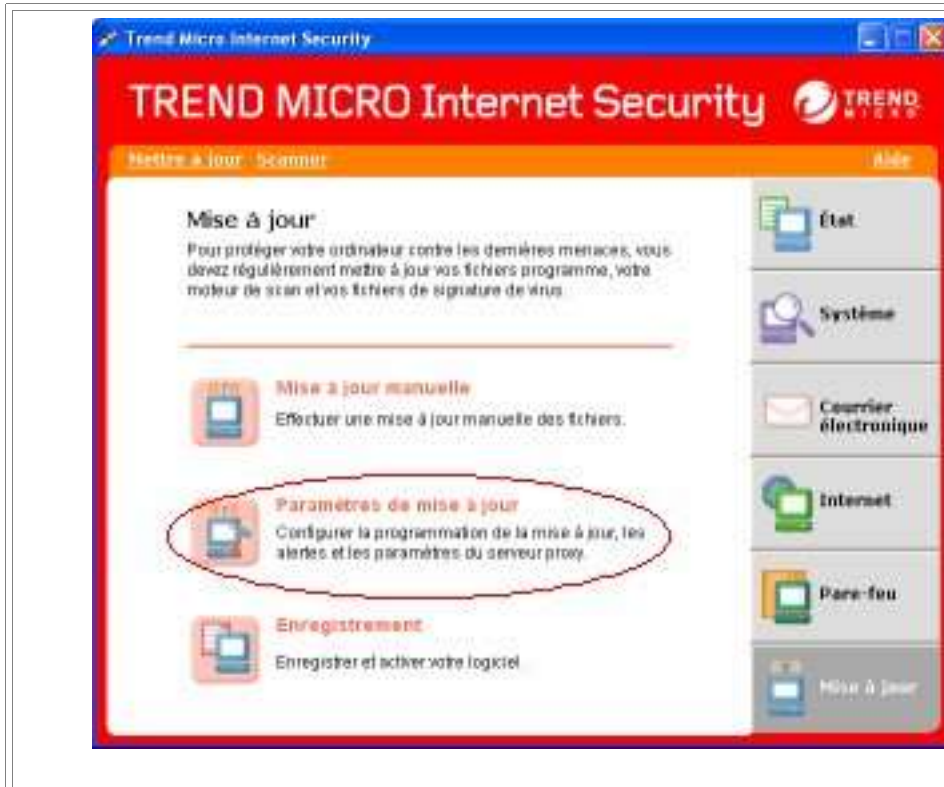 Trend Micro Internet Security
TREND MICRO Internet Security
TREND
MICRO
Mettre à jour Scanner
Aide
Mise à jour
Pour protéger votre ordinateur contre les dernières menaces, vous
devez régulièrement mettre à jour vos fichiers programme, votre
moteur de scan et vos fichiers de signature de virus.
Mise à jour manuelle
Effectuer une mise à jour manuelle des fichiers.
Paramètres de mise à jour
Configurer la programmation de la mise à jour, les
alertes et les paramètres du serveur proxy.
Enregistrement
Enregistrer et activer votre logiciel.
État
Système
Courrier
électronique
Internet
Pare-feu
Mise à jour